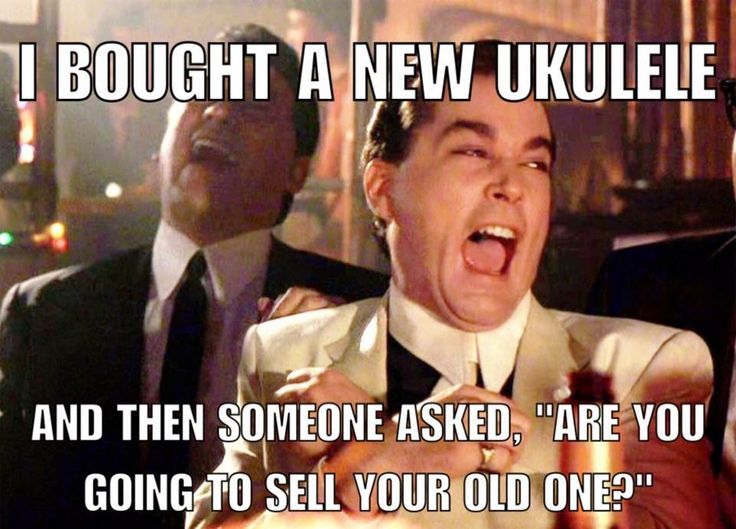 I BOUGHT A NEW UKULELE
AND THEN SOMEONE ASKED, "ARE YOU
GOING TO SELL YOUR OLD ONE?"